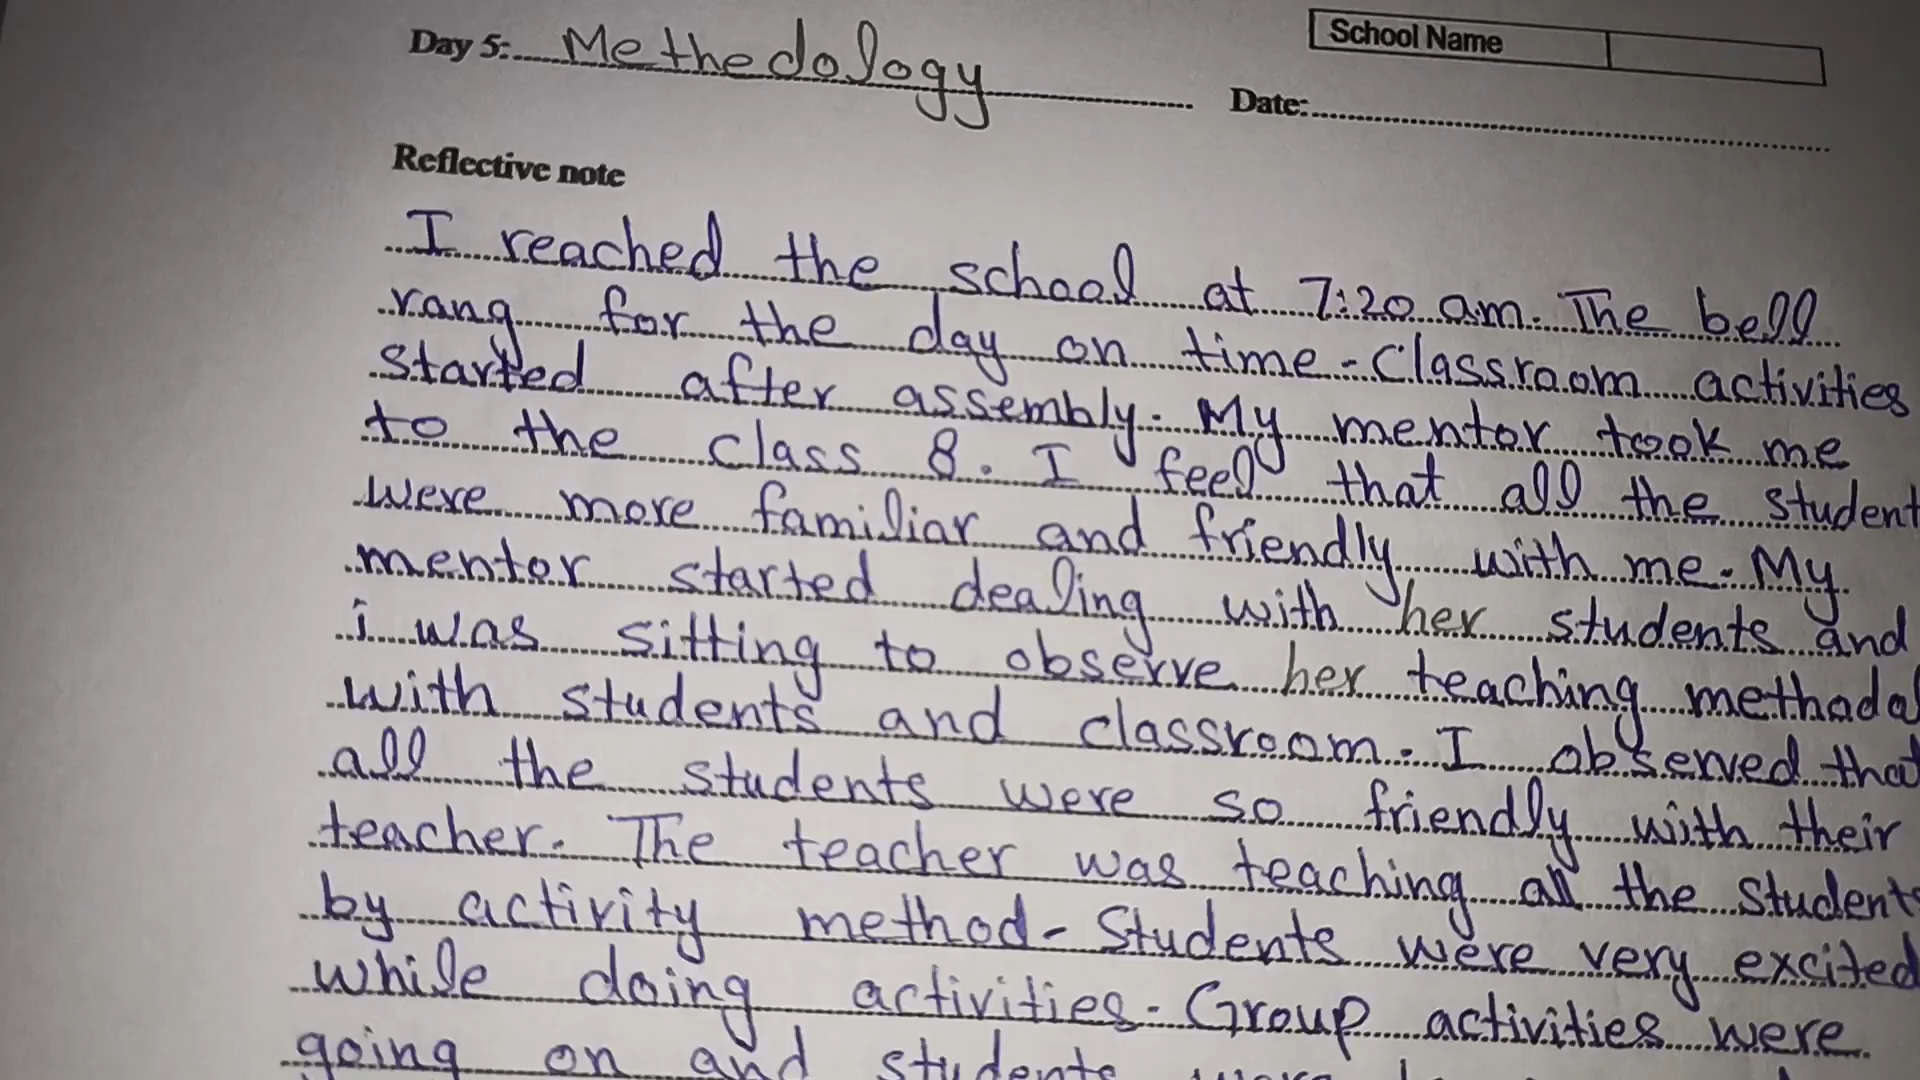 School Name
Day 5: Methedology
Date:
Reflective note
I reached the school at 7:20 am. The bell
rang for the day on time - Classroom activities
started after assembly. My mentor took me
to the class 8. I feel that all the student
were more familiar and friendly with me. My
mentor started dealing with her students and
i was sitting to observe her teaching
with students and classroom. I observed that
all the students were so friendly with their
teacher. The teacher was teaching all the students
by activity method - Students were very excited
while doing activities - Group activities were
going on and students were